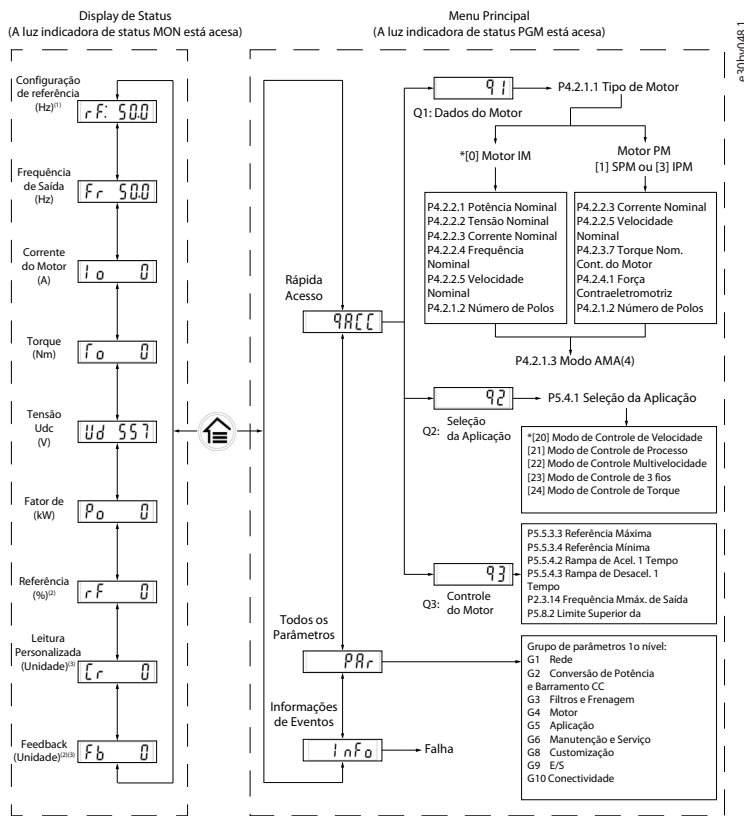 Display de Status
(A luz indicadora de status MON está acesa)
Configuração
de referência
(Hz)(1)
rF: 50.0
Frequência
de Saída
(Hz)
Fr 50.0
Corrente
do Motor
(A)
Io 0
Torque
(Nm)
To 0
Tensão
Udc
(V)
Ud 557
Fator de
(kW)
Po 0
Referência
(%)(2)
rF 0
Leitura
Personalizada
(Unidade)(3)
Cr 0
Feedback
(Unidade)(2)(3)
Fb 0
Menu Principal
(A luz indicadora de status PGM está acesa)
Rápida
Acesso
qACC
q1
Q1: Dados do Motor
P4.2.1.1 Tipo de Motor
*[0] Motor IM
Motor PM
[1] SPM ou [3] IPM
P4.2.2.1 Potência Nominal
P4.2.2.2 Tensão Nominal
P4.2.2.3 Corrente Nominal
P4.2.2.4 Frequência
Nominal
P4.2.2.5 Velocidade
Nominal
P4.2.1.2 Número de Polos
P4.2.2.3 Corrente Nominal
P4.2.2.5 Velocidade
Nominal
P4.2.3.7 Torque Nom.
Cont. do Motor
P4.2.4.1 Força
Contraeletromotriz
P4.2.1.2 Número de Polos
P4.2.1.3 Modo AMA(4)
q2
Q2: Seleção
da Aplicação
P5.4.1 Seleção da Aplicação
*[20] Modo de Controle de Velocidade
[21] Modo de Controle de Processo
[22] Modo de Controle Multivelocidade
[23] Modo de Controle de 3 fios
[24] Modo de Controle de Torque
q3
Q3: Controle
do Motor
P5.5.3.3 Referência Máxima
P5.5.3.4 Referência Mínima
P5.5.4.2 Rampa de Acel. 1 Tempo
P5.5.4.3 Rampa de Desacel. 1
Tempo
P2.3.14 Frequência Mmáx. de Saída
P5.8.2 Limite Superior da
Todos os
Parâmetros
PAr
Grupo de parâmetros 1o nível:
G1 Rede
G2 Conversão de Potência
e Barramento CC
G3 Filtros e Frenagem
G4 Motor
G5 Aplicação
G6 Manutenção e Serviço
G8 Customização
G9 E/S
G10 Conectividade
Informações
de Eventos
InFo
Falha
e30bv048.1